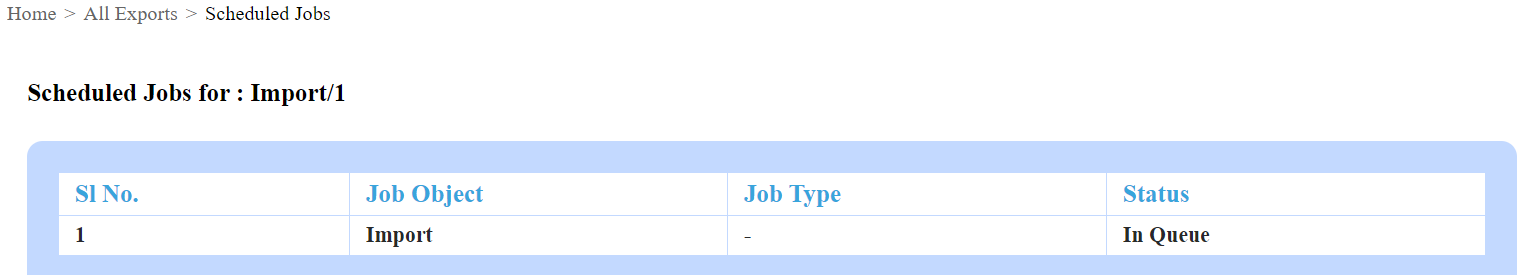 Home > All Exports > Scheduled Jobs
Scheduled Jobs for : Import/1
Sl No. Job Object Job Type Status
1 Import - In Queue